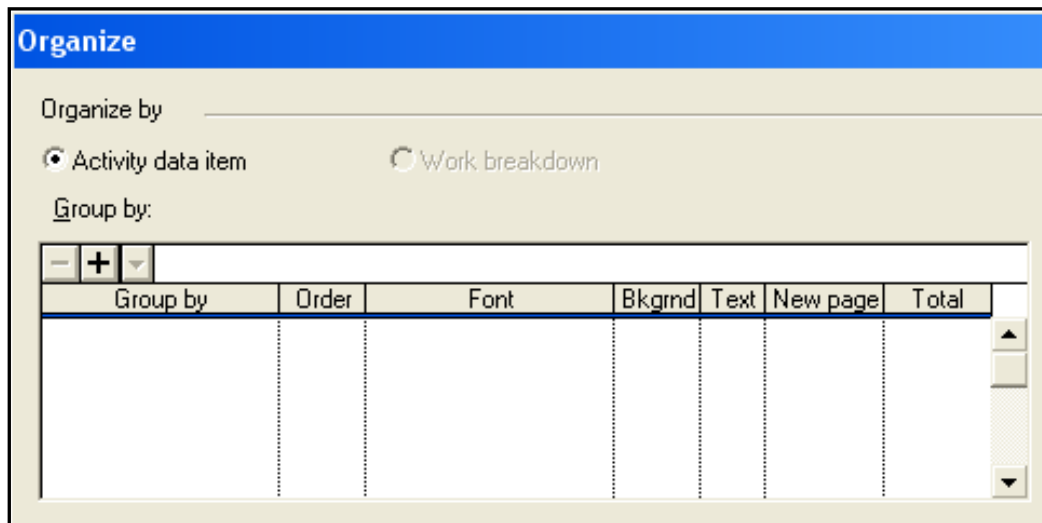 Organize
Organize by
Activity data item Work breakdown
Group by:
Group by Order Font Bkgrnd Text New page Total